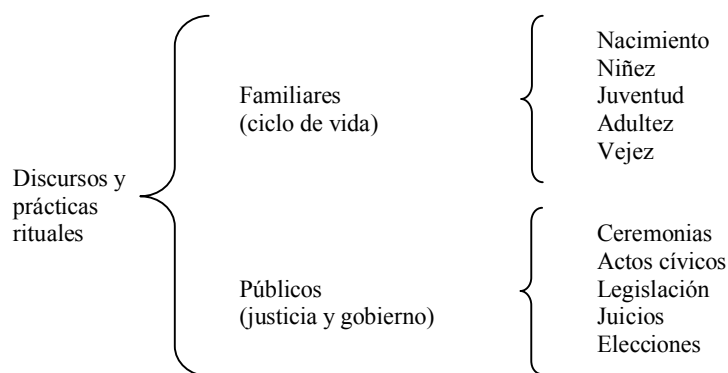 Discursos y
prácticas
rituales
Familiares
(ciclo de vida)
Nacimiento
Niñez
Juventud
Adultez
Vejez
Públicos
(justicia y gobierno)
Ceremonias
Actos cívicos
Legislación
Juicios
Elecciones